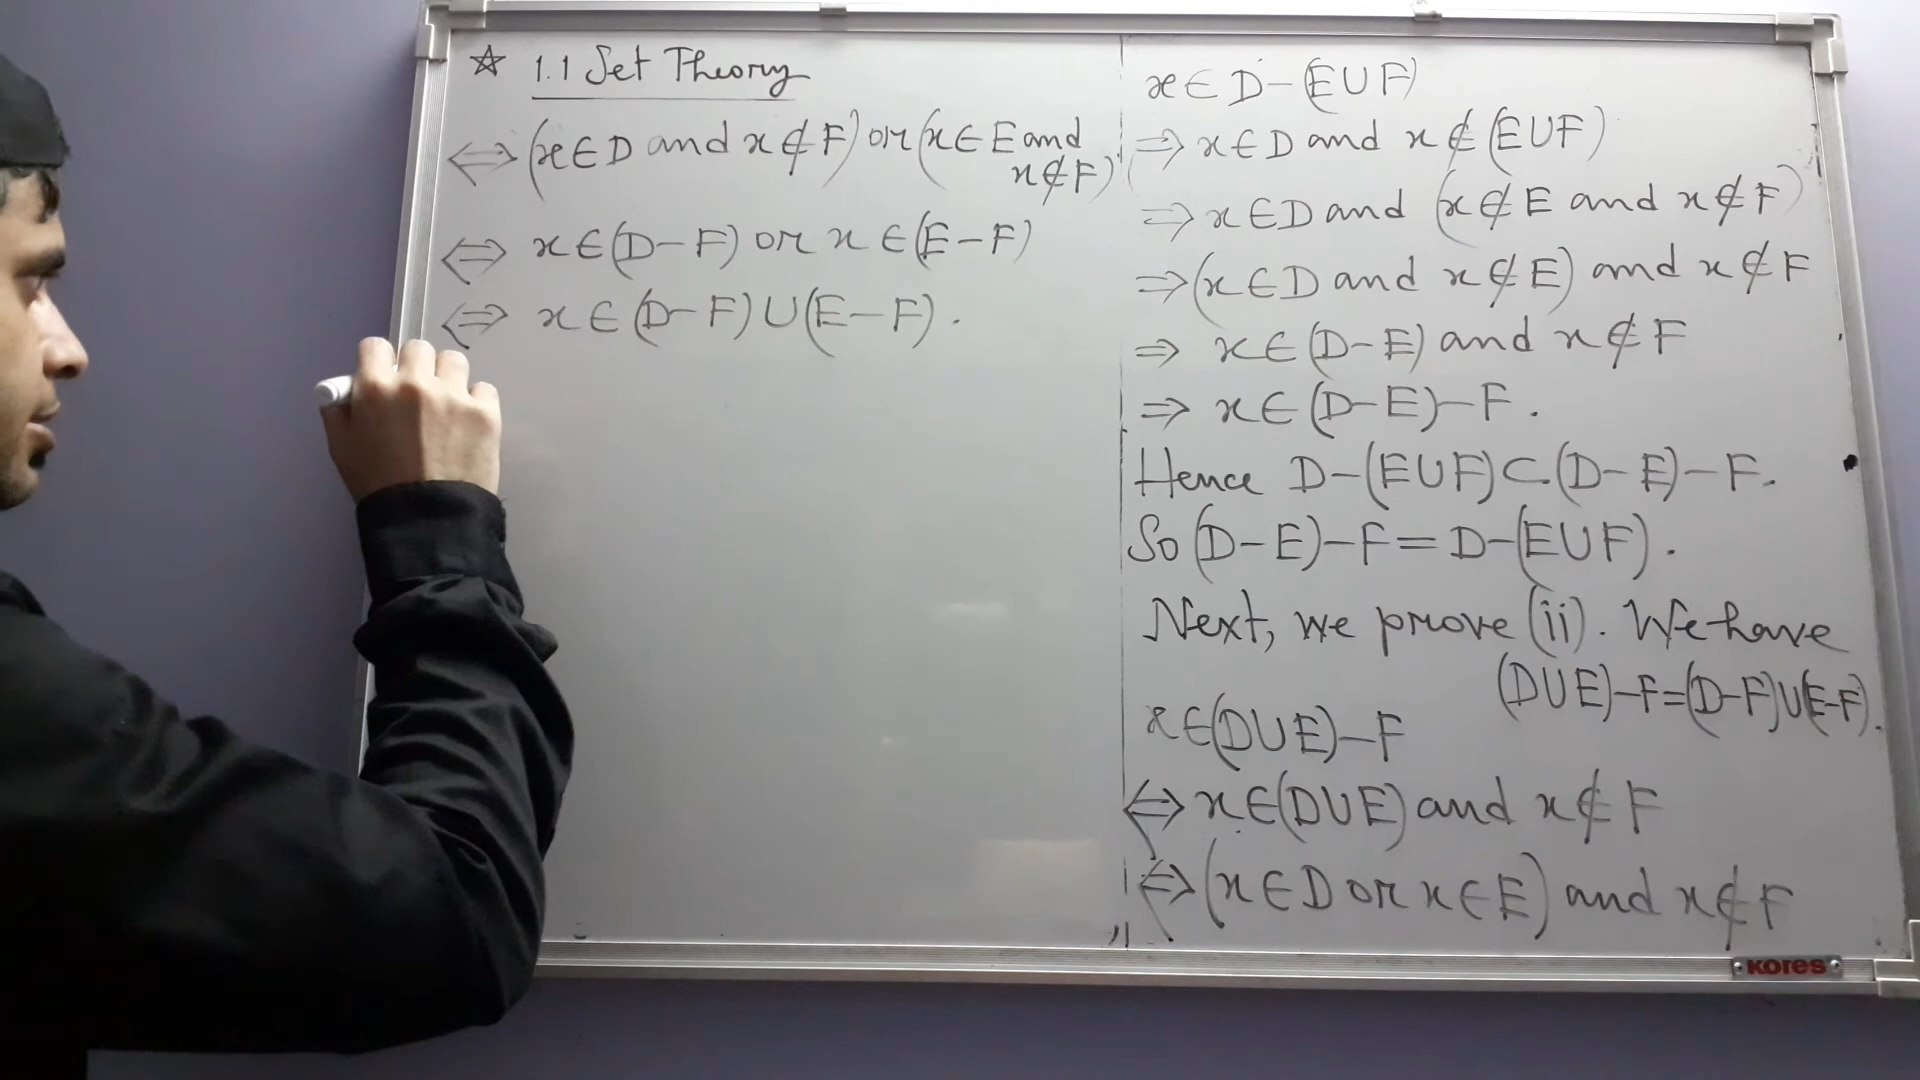 ☆ 1.1 Set Theory
⟺ (x∈D and x∉F) or (x∈E and
x∉F)
⟺ x∈(D−F) or x∈(E−F)
⟺ x∈(D−F)∪(E−F).
x∈D−(E∪F)
⟹ x∈D and x∉(E∪F)
⟹ x∈D and (x∉E and x∉F)
⟹ (x∈D and x∉E) and x∉F
⟹ x∈(D−E) and x∉F
⟹ x∈(D−E)−F.
Hence D−(E∪F)⊂(D−E)−F.
So (D−E)−F=D−(E∪F).
Next, we prove (ii). We have
(D∪E)−F=(D−F)∪(E−F).
x∈(D∪E)−F
⟺ x∈(D∪E) and x∉F
⟺ (x∈D or x∈E) and x∉F
KORES